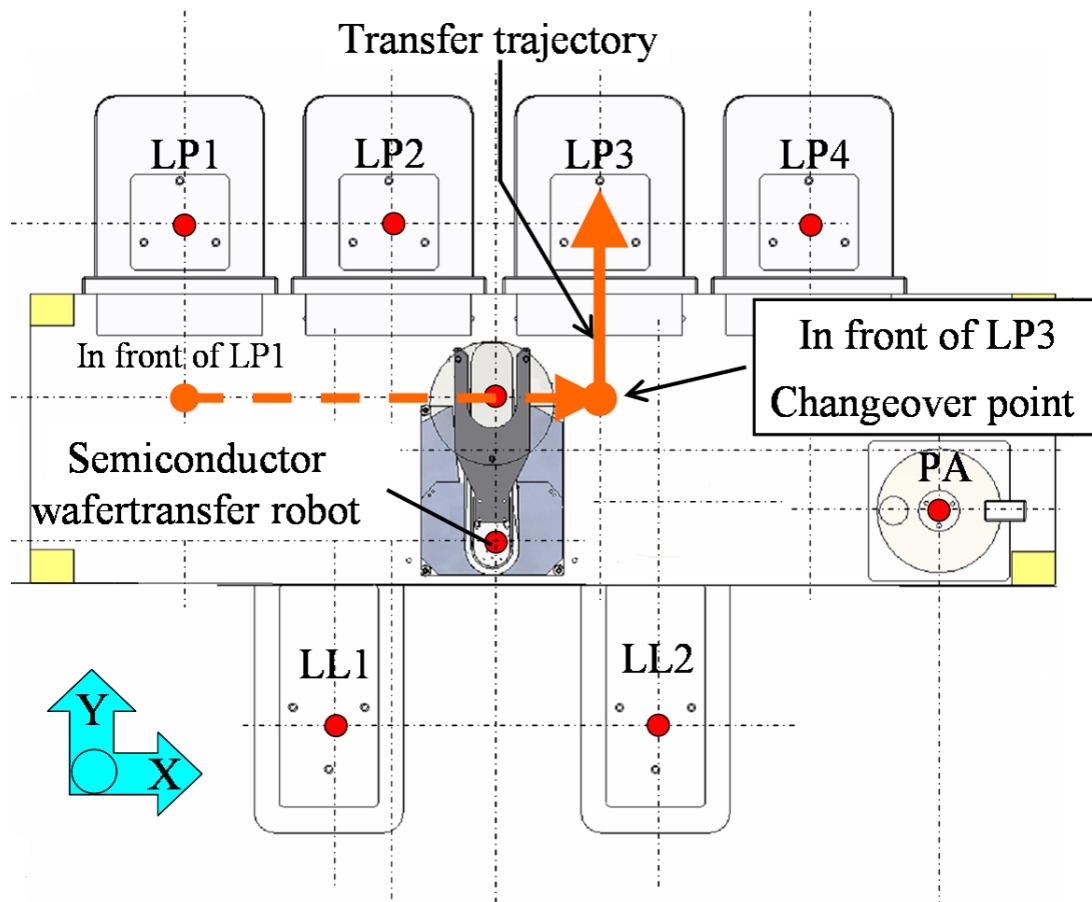 Transfer trajectory
LP1
LP2
LP3
LP4
In front of LP1
In front of LP3
Changeover point
Semiconductor
wafertransfer robot
PA
LL1
LL2
Y
X